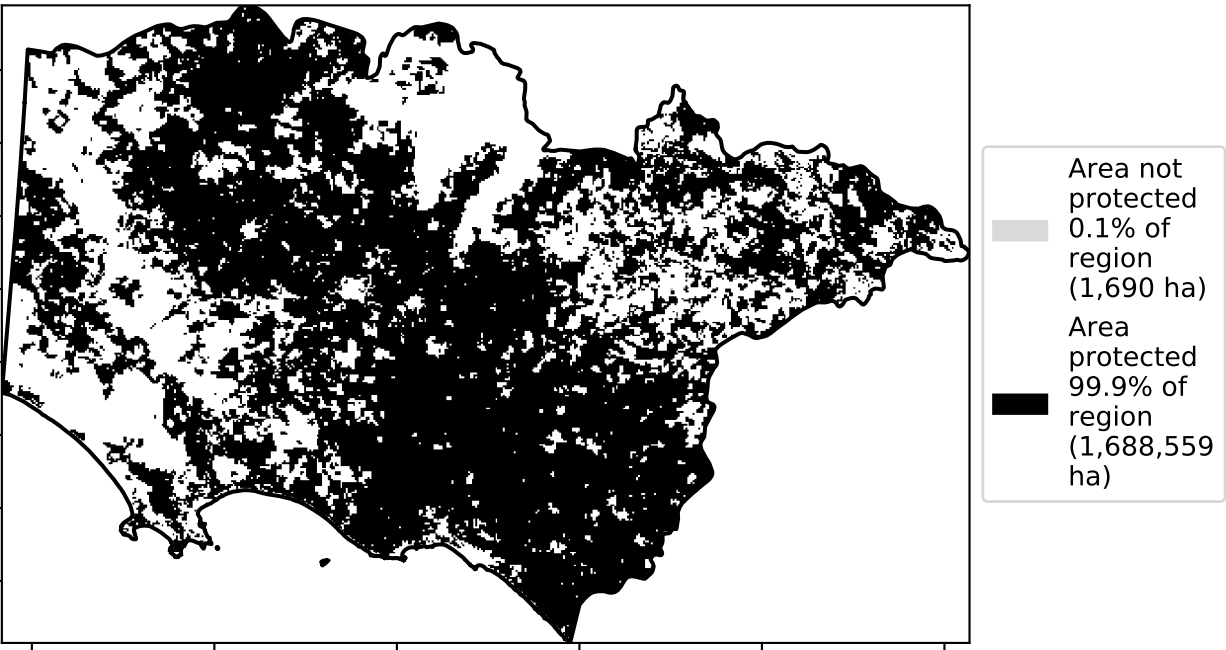 Area not
protected
0.1% of
region
(1,690 ha)
Area
protected
99.9% of
region
(1,688,559
ha)